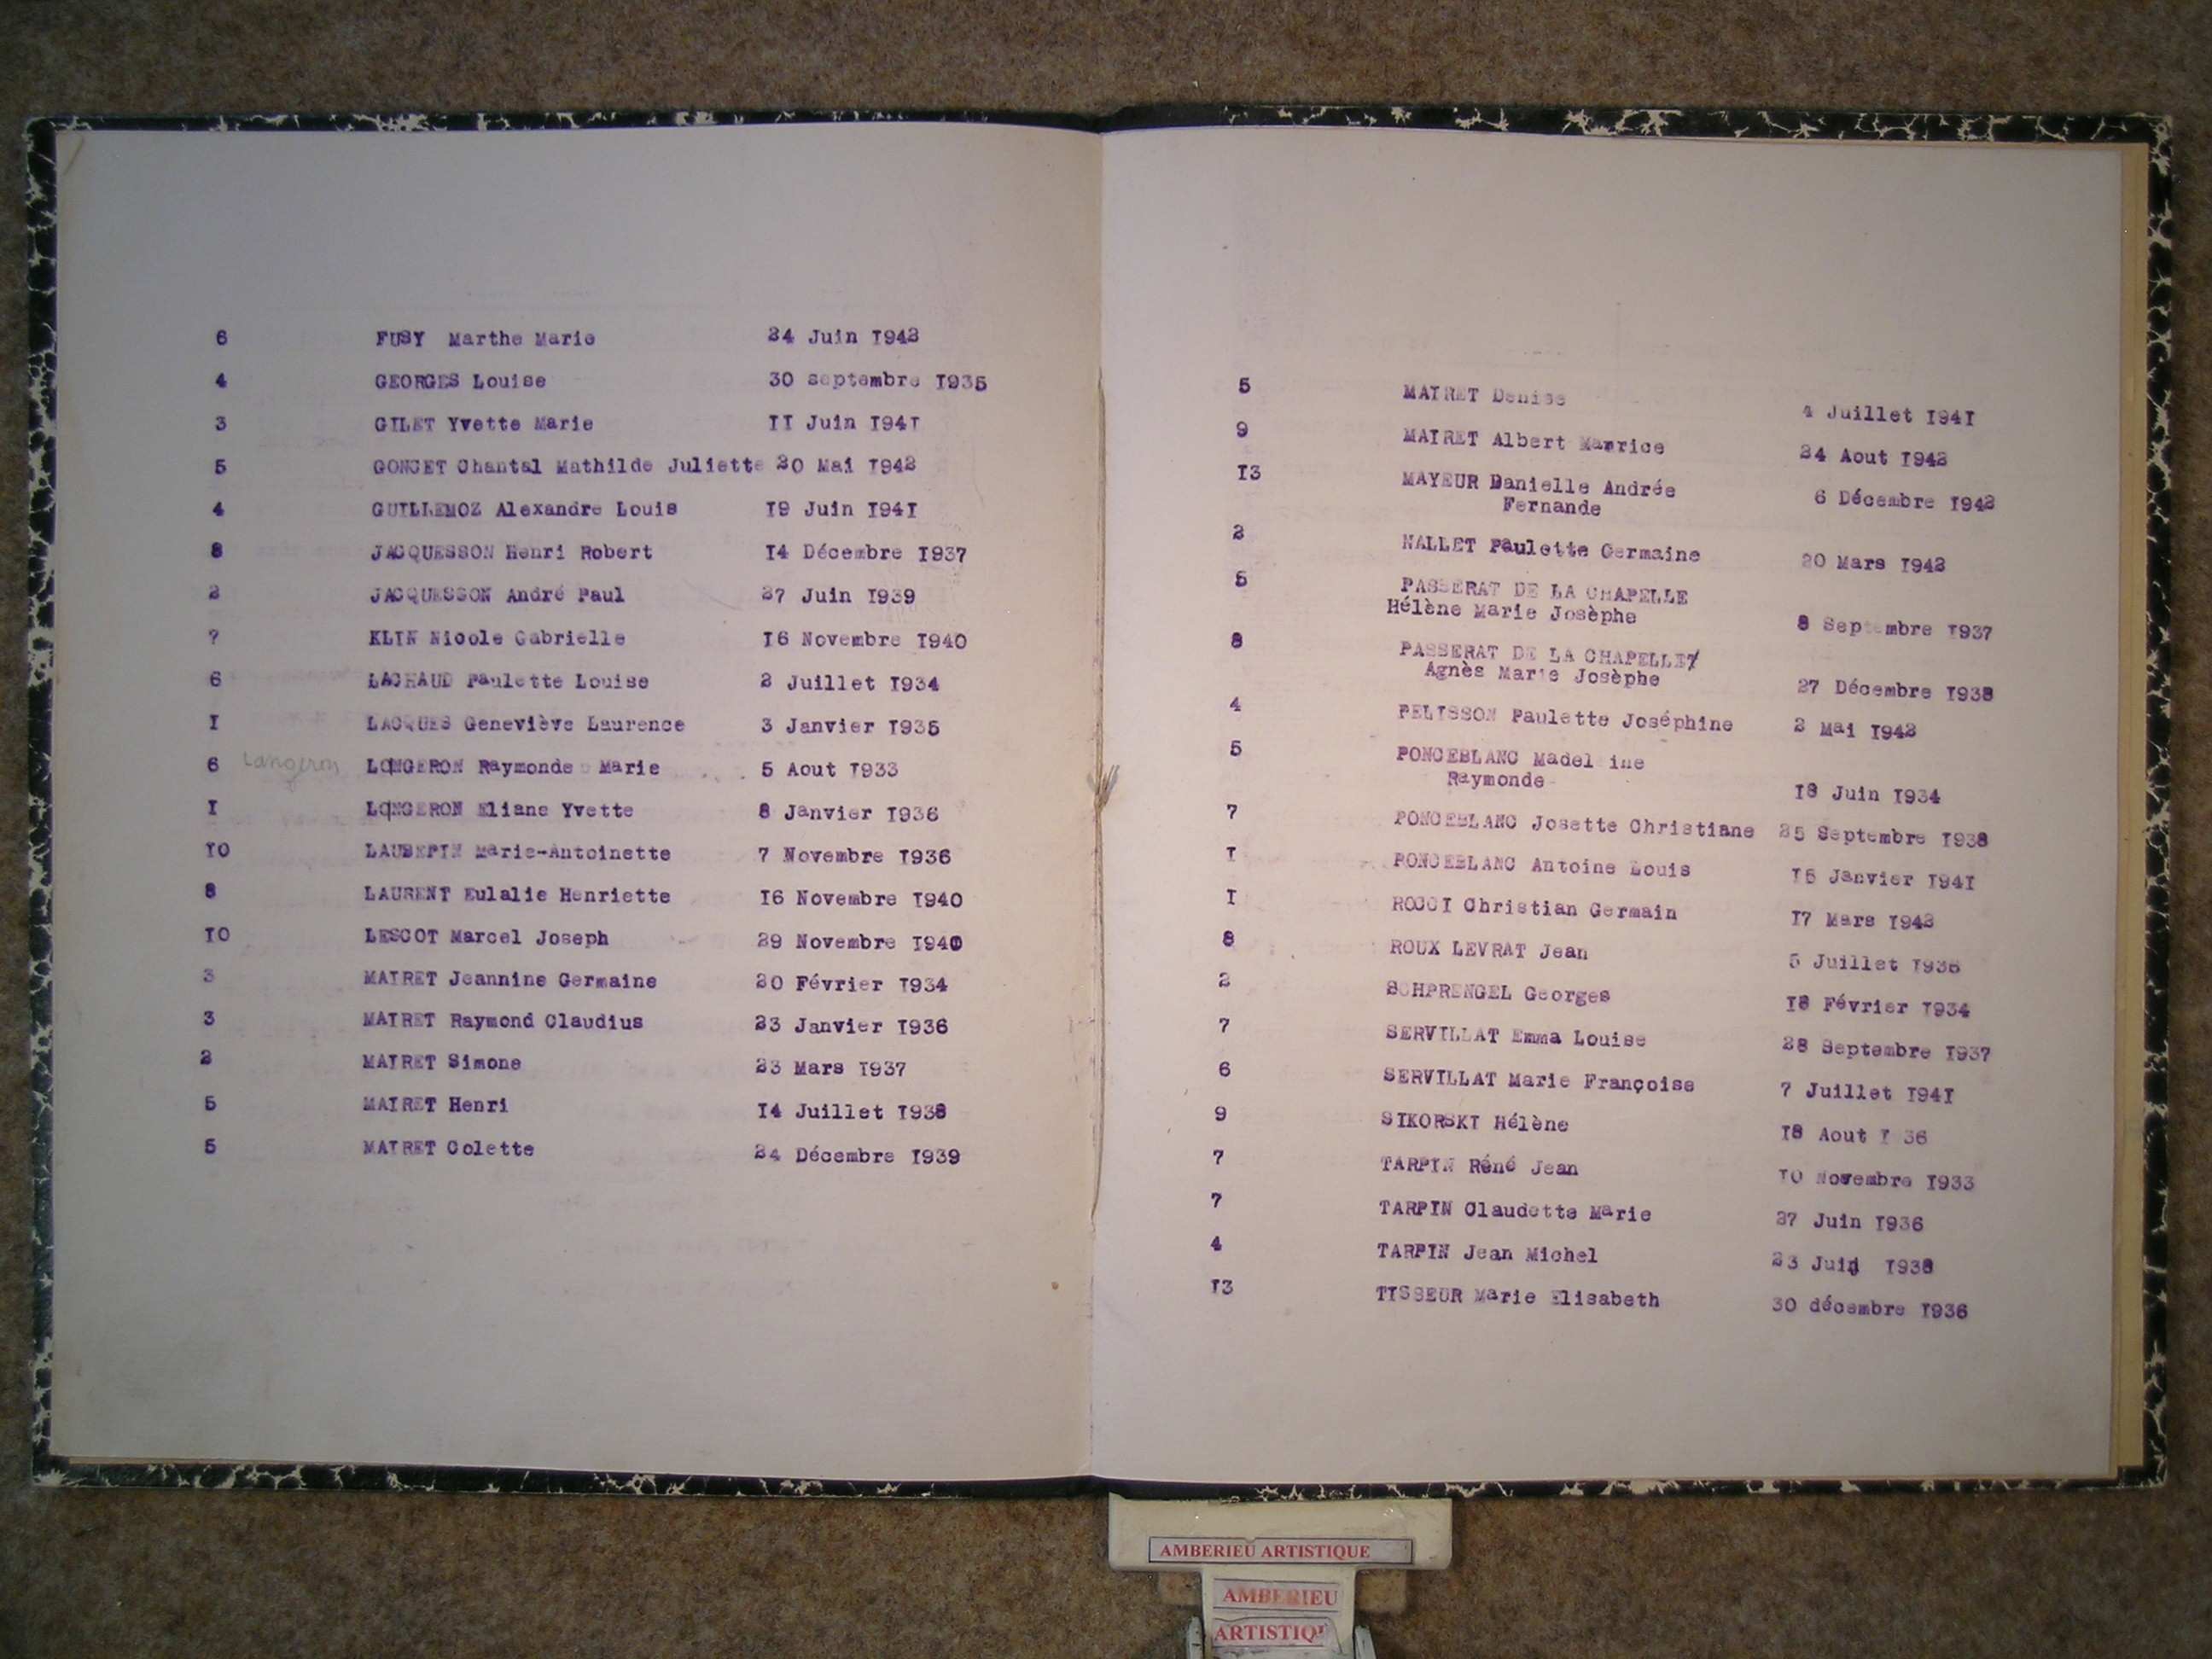 6 FUSY Marthe Marie 24 Juin 1942
4 GEORGES Louise 30 septembre 1935
3 GILET Yvette Marie 11 Juin 1941
5 GONCET Chantal Mathilde Juliette 20 Mai 1942
4 GUILLEMOZ Alexandre Louis 19 Juin 1941
8 JACQUESSON Henri Robert 14 Décembre 1937
2 JACQUESSON André Paul 27 Juin 1939
? KLIN Nicole Gabrielle 16 Novembre 1940
6 LACHAUD Paulette Louise 2 Juillet 1934
1 LACQUES Geneviève Laurence 3 Janvier 1935
6 Langeron LONGERON Raymonde Marie 5 Aout 1933
1 LONGERON Eliane Yvette 8 Janvier 1936
10 LAUBEPIN Marie-Antoinette 7 Novembre 1936
8 LAURENT Eulalie Henriette 16 Novembre 1940
10 LESCOT Marcel Joseph 29 Novembre 1940
3 MAIRET Jeannine Germaine 20 Février 1934
3 MAIRET Raymond Claudius 23 Janvier 1936
2 MAIRET Simone 23 Mars 1937
5 MAIRET Henri 14 Juillet 1938
5 MAIRET Colette 24 Décembre 1939
5 MAIRET Denise 4 Juillet 1941
9 MAIRET Albert Maurice 24 Aout 1942
13 MAYEUR Danielle Andrée
Fernande 6 Décembre 1942
2 NALLET Paulette Germaine 20 Mars 1942
5 PASSERAT DE LA CHAPELLE
Hélène Marie Josèphe 8 Septembre 1937
8 PASSERAT DE LA CHAPELLE
Agnès Marie Josèphe 27 Décembre 1938
4 PELISSON Paulette Joséphine 2 Mai 1942
5 PONCEBLANC Madeleine
Raymonde 18 Juin 1934
7 PONCEBLANC Josette Christiane 25 Septembre 1938
1 PONCEBLANC Antoine Louis 15 Janvier 1941
1 ROCCI Christian Germain 17 Mars 1942
8 ROUX LEVRAT Jean 5 Juillet 1936
2 SCHPRENGEL Georges 18 Février 1934
7 SERVILLAT Emma Louise 28 Septembre 1937
6 SERVILLAT Marie Françoise 7 Juillet 1941
9 SIKORSKI Hélène 18 Aout 1 36
7 TARPIN Réné Jean 10 Novembre 1933
7 TARPIN Claudette Marie 27 Juin 1936
4 TARPIN Jean Michel 23 Juin 1938
13 TISSEUR Marie Elisabeth 30 décembre 1936
AMBERIEU ARTISTIQUE
AMBERIEU
ARTISTIQ